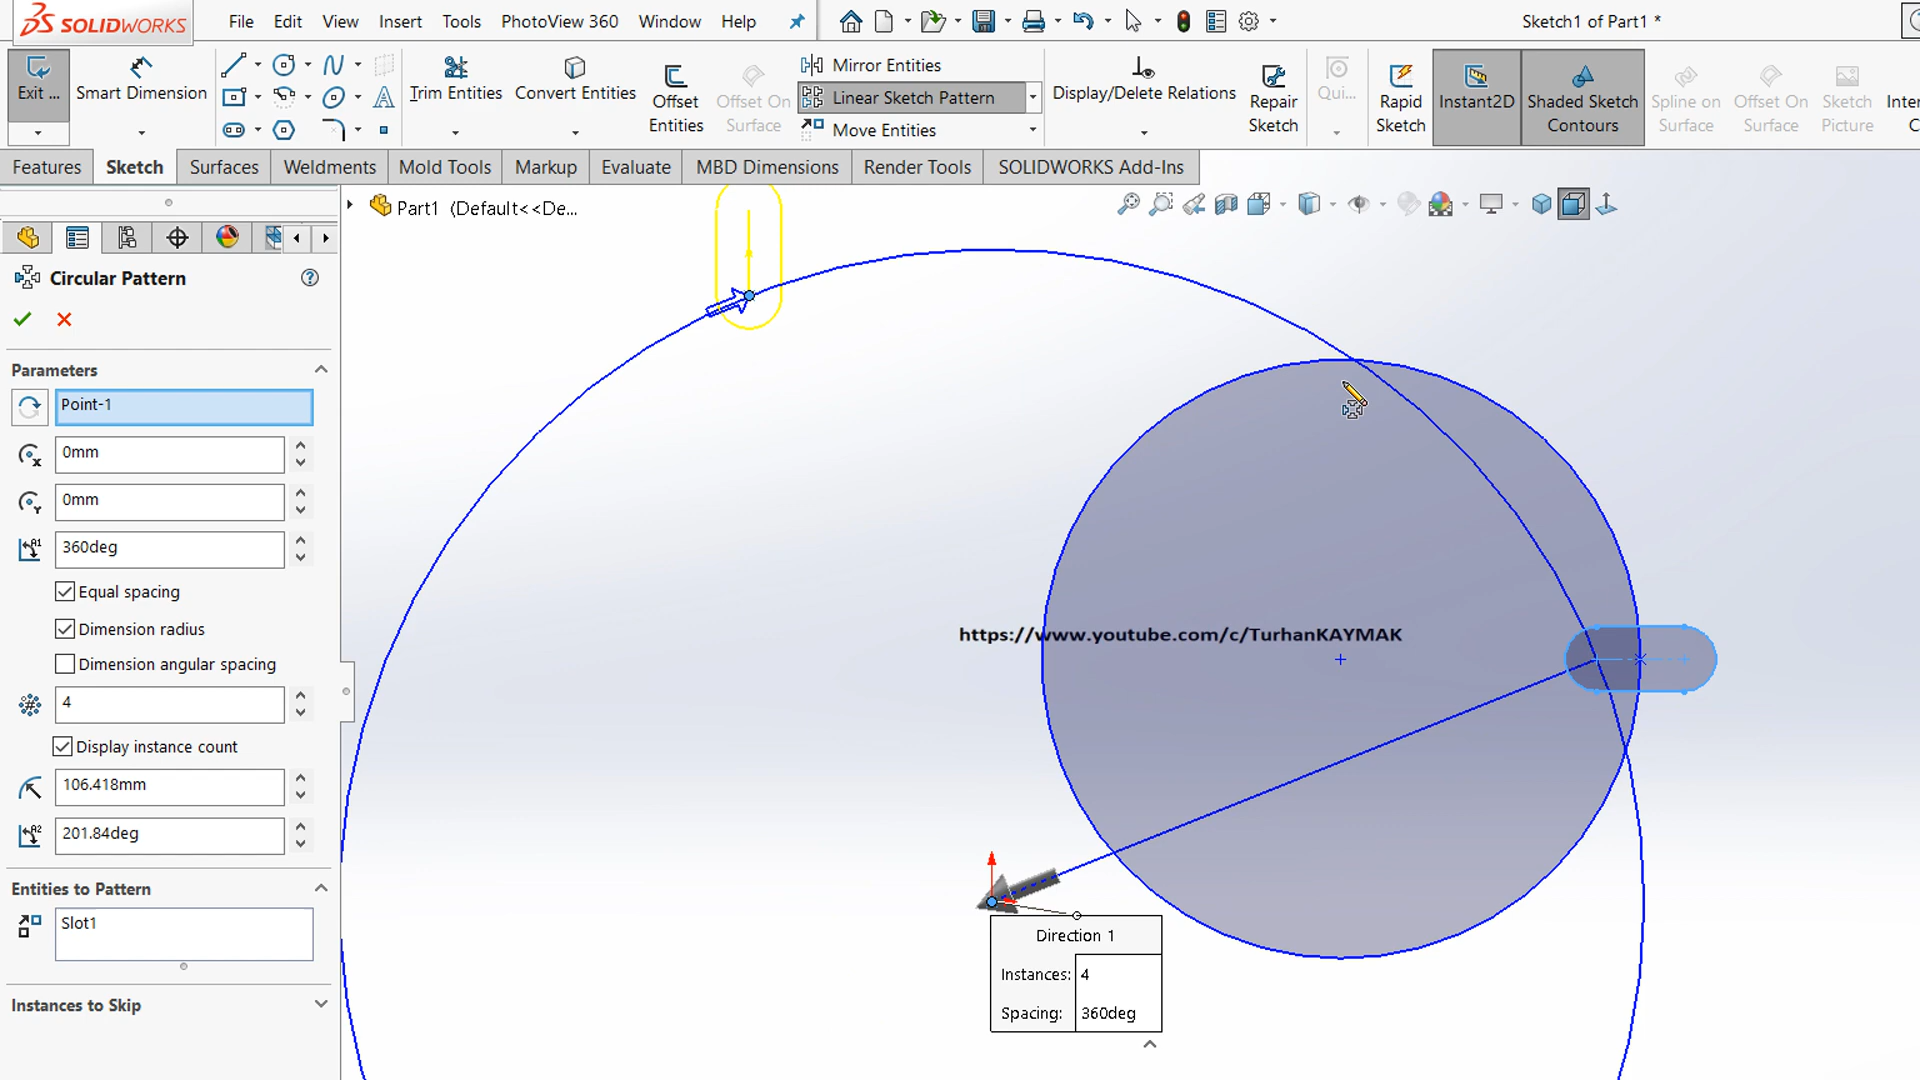 SOLIDWORKS
File Edit View Insert Tools PhotoView 360 Window Help
Sketch1 of Part1 *
Exit ...
Smart Dimension
Trim Entities
Convert Entities
Offset Entities
Offset On Surface
Mirror Entities
Linear Sketch Pattern
Move Entities
Display/Delete Relations
Repair Sketch
Qui...
Rapid Sketch
Instant2D
Shaded Sketch Contours
Spline on Surface
Offset On Surface
Sketch Picture
Features Sketch Surfaces Weldments Mold Tools Markup Evaluate MBD Dimensions Render Tools SOLIDWORKS Add-Ins
Part1 (Default<<De...
Circular Pattern
Parameters
Point-1
0mm
0mm
360deg
Equal spacing
Dimension radius
Dimension angular spacing
4
Display instance count
106.418mm
201.84deg
Entities to Pattern
Slot1
Instances to Skip
https://www.youtube.com/c/TurhanKAYMAK
Direction 1
Instances: 4
Spacing: 360deg